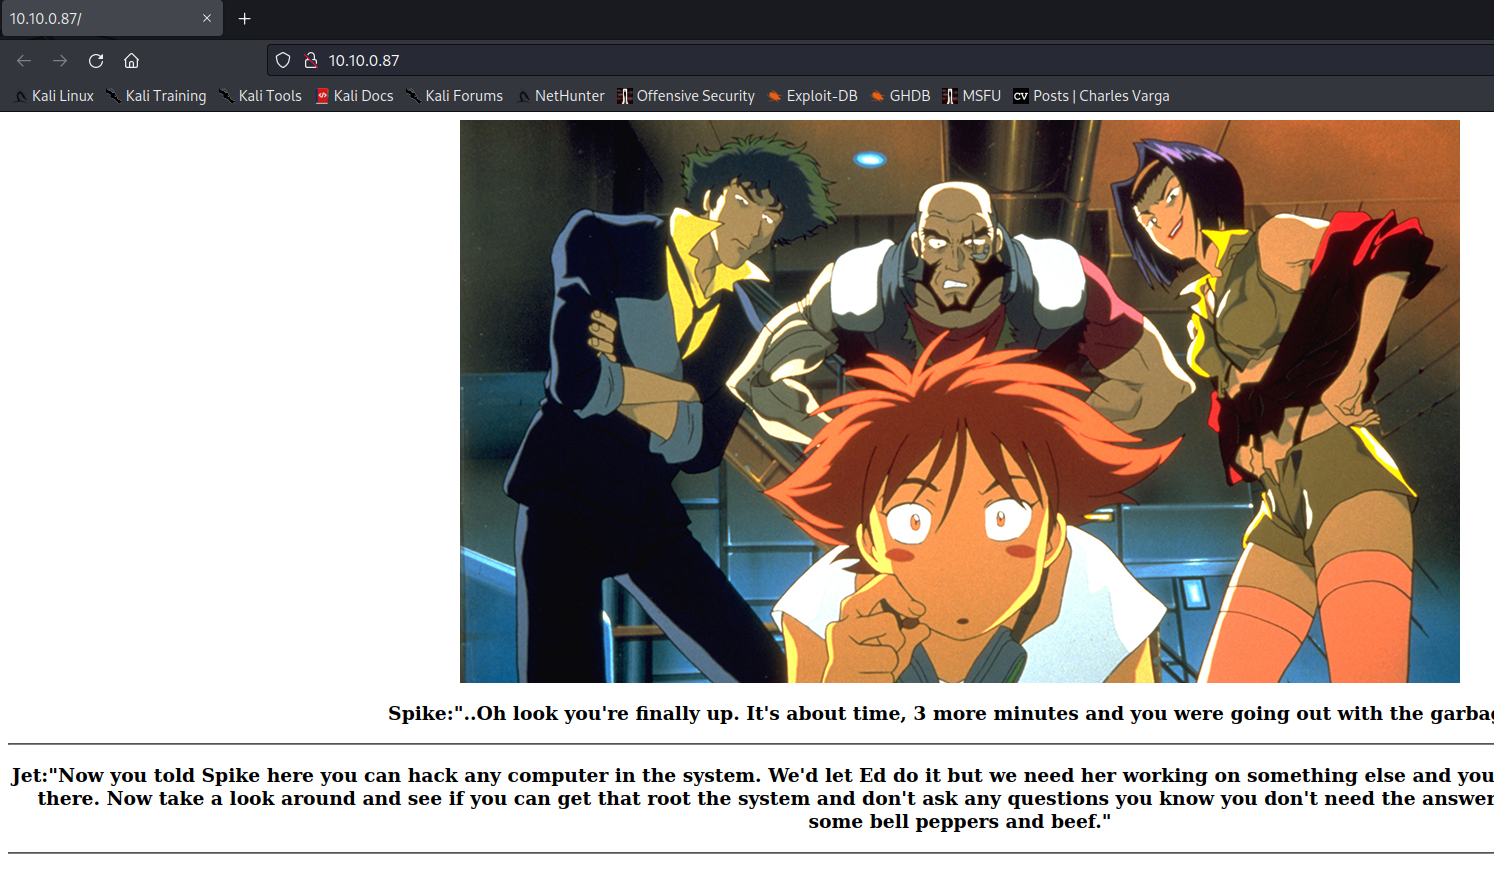 10.10.0.87/
10.10.0.87
Kali Linux Kali Training Kali Tools Kali Docs Kali Forums NetHunter Offensive Security Exploit-DB GHDB MSFU CV Posts | Charles Varga
Spike:"..Oh look you're finally up. It's about time, 3 more minutes and you were going out with the
Jet:"Now you told Spike here you can hack any computer in the system. We'd let Ed do it but we need her working on something else and you
there. Now take a look around and see if you can get that root the system and don't ask any questions you know you don't need the
some bell peppers and beef."